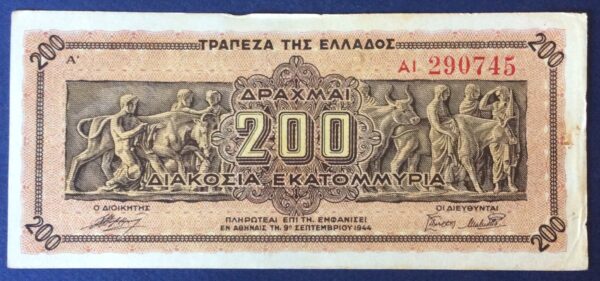 200 ΤΡΑΠΕΖΑ ΤΗΣ ΕΛΛΑΔΟΣ 200
Α' ΑΙ 290745
ΔΡΑΧΜΑΙ
200
ΔΙΑΚΟΣΙΑ ΕΚΑΤΟΜΜΥΡΙΑ
Ο ΔΙΟΙΚΗΤΗΣ ΟΙ ΔΙΕΥΘΥΝΤΑΙ
ΠΛΗΡΩΤΕΑΙ ΕΠΙ ΤΗ ΕΜΦΑΝΙΣΕΙ
200 ΕΝ ΑΘΗΝΑΙΣ ΤΗ 9ῃ ΣΕΠΤΕΜΒΡΙΟΥ 1944 200